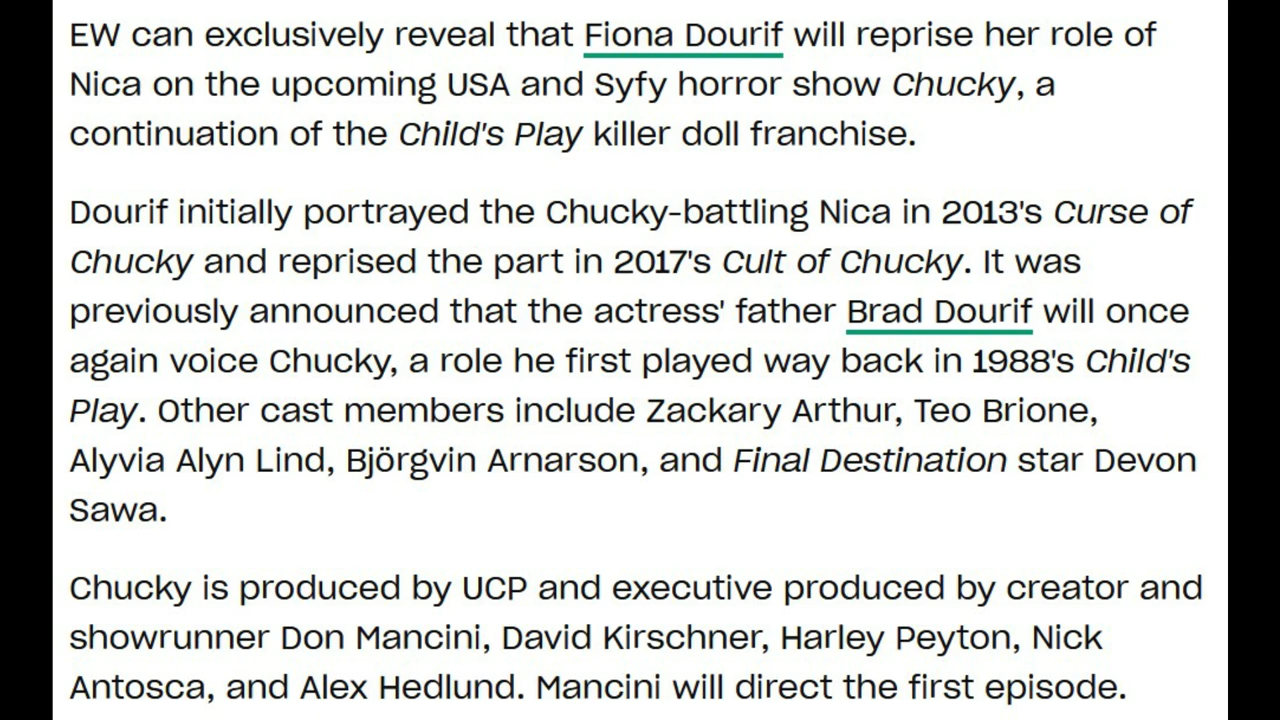 EW can exclusively reveal that Fiona Dourif will reprise her role of
Nica on the upcoming USA and Syfy horror show Chucky, a
continuation of the Child's Play killer doll franchise.
Dourif initially portrayed the Chucky-battling Nica in 2013's Curse of
Chucky and reprised the part in 2017's Cult of Chucky. It was
previously announced that the actress' father Brad Dourif will once
again voice Chucky, a role he first played way back in 1988's Child's
Play. Other cast members include Zackary Arthur, Teo Brione,
Alyvia Alyn Lind, Björgvin Arnarson, and Final Destination star Devon
Sawa.
Chucky is produced by UCP and executive produced by creator and
showrunner Don Mancini, David Kirschner, Harley Peyton, Nick
Antosca, and Alex Hedlund. Mancini will direct the first episode.